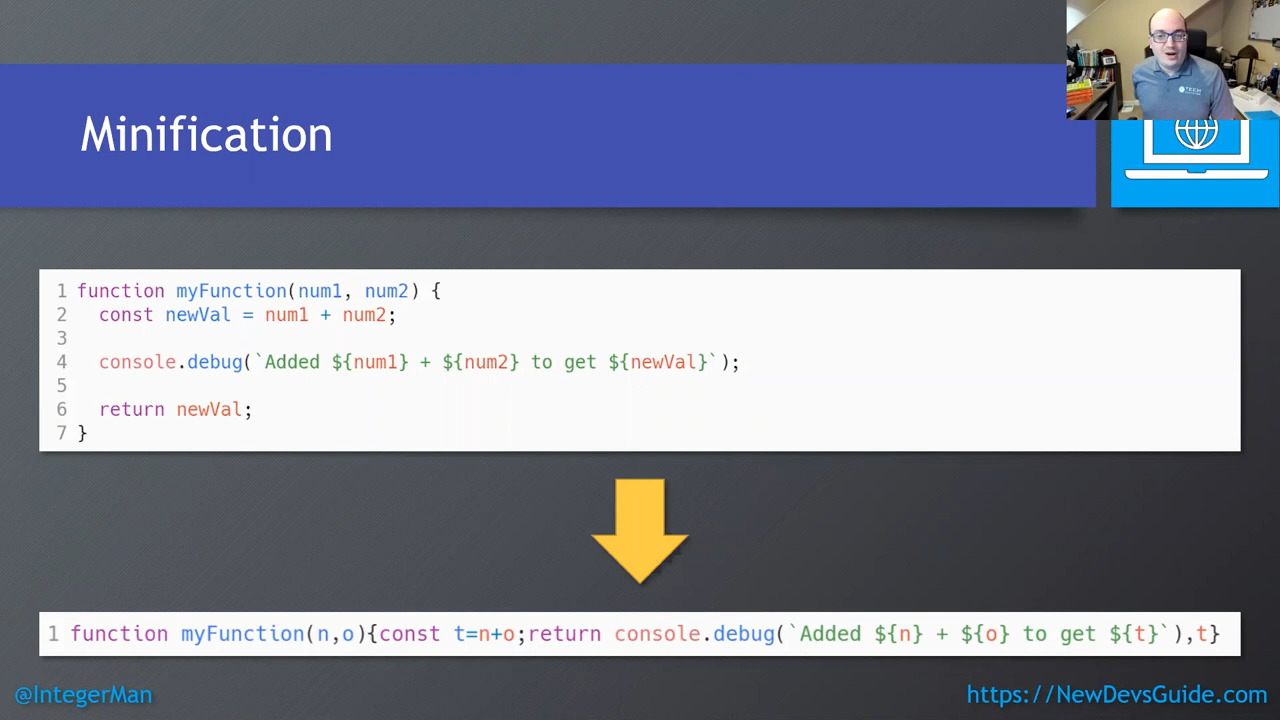 Minification
1 function myFunction(num1, num2) {
2 const newVal = num1 + num2;
3
4 console.debug(`Added ${num1} + ${num2} to get ${newVal}`);
5
6 return newVal;
7 }
1 function myFunction(n,o){const t=n+o;return console.debug(`Added ${n} + ${o} to get ${t}`),t}
@IntegerMan
https://NewDevsGuide.com